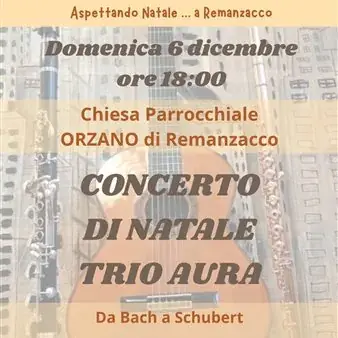 Aspettando Natale ... a Remanzacco
Domenica 6 dicembre
ore 18:00
Chiesa Parrocchiale
ORZANO di Remanzacco
CONCERTO
DI NATALE
TRIO AURA
Da Bach a Schubert